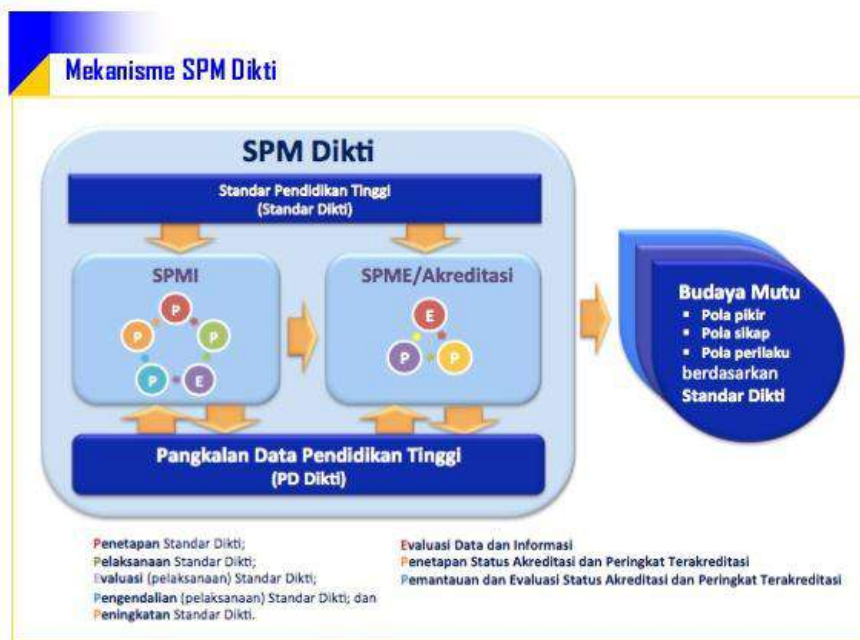 Mekanisme SPM Dikti
SPM Dikti
Standar Pendidikan Tinggi
(Standar Dikti)
SPMI
P
P
P
P
E
SPME/Akreditasi
E
P
P
Pangkalan Data Pendidikan Tinggi
(PD Dikti)
Budaya Mutu
▪ Pola pikir
▪ Pola sikap
▪ Pola perilaku
berdasarkan
Standar Dikti
Penetapan Standar Dikti;
Pelaksanaan Standar Dikti;
Evaluasi (pelaksanaan) Standar Dikti;
Pengendalian (pelaksanaan) Standar Dikti; dan
Peningkatan Standar Dikti.
Evaluasi Data dan Informasi
Penetapan Status Akreditasi dan Peringkat Terakreditasi
Pemantauan dan Evaluasi Status Akreditasi dan Peringkat Terakreditasi